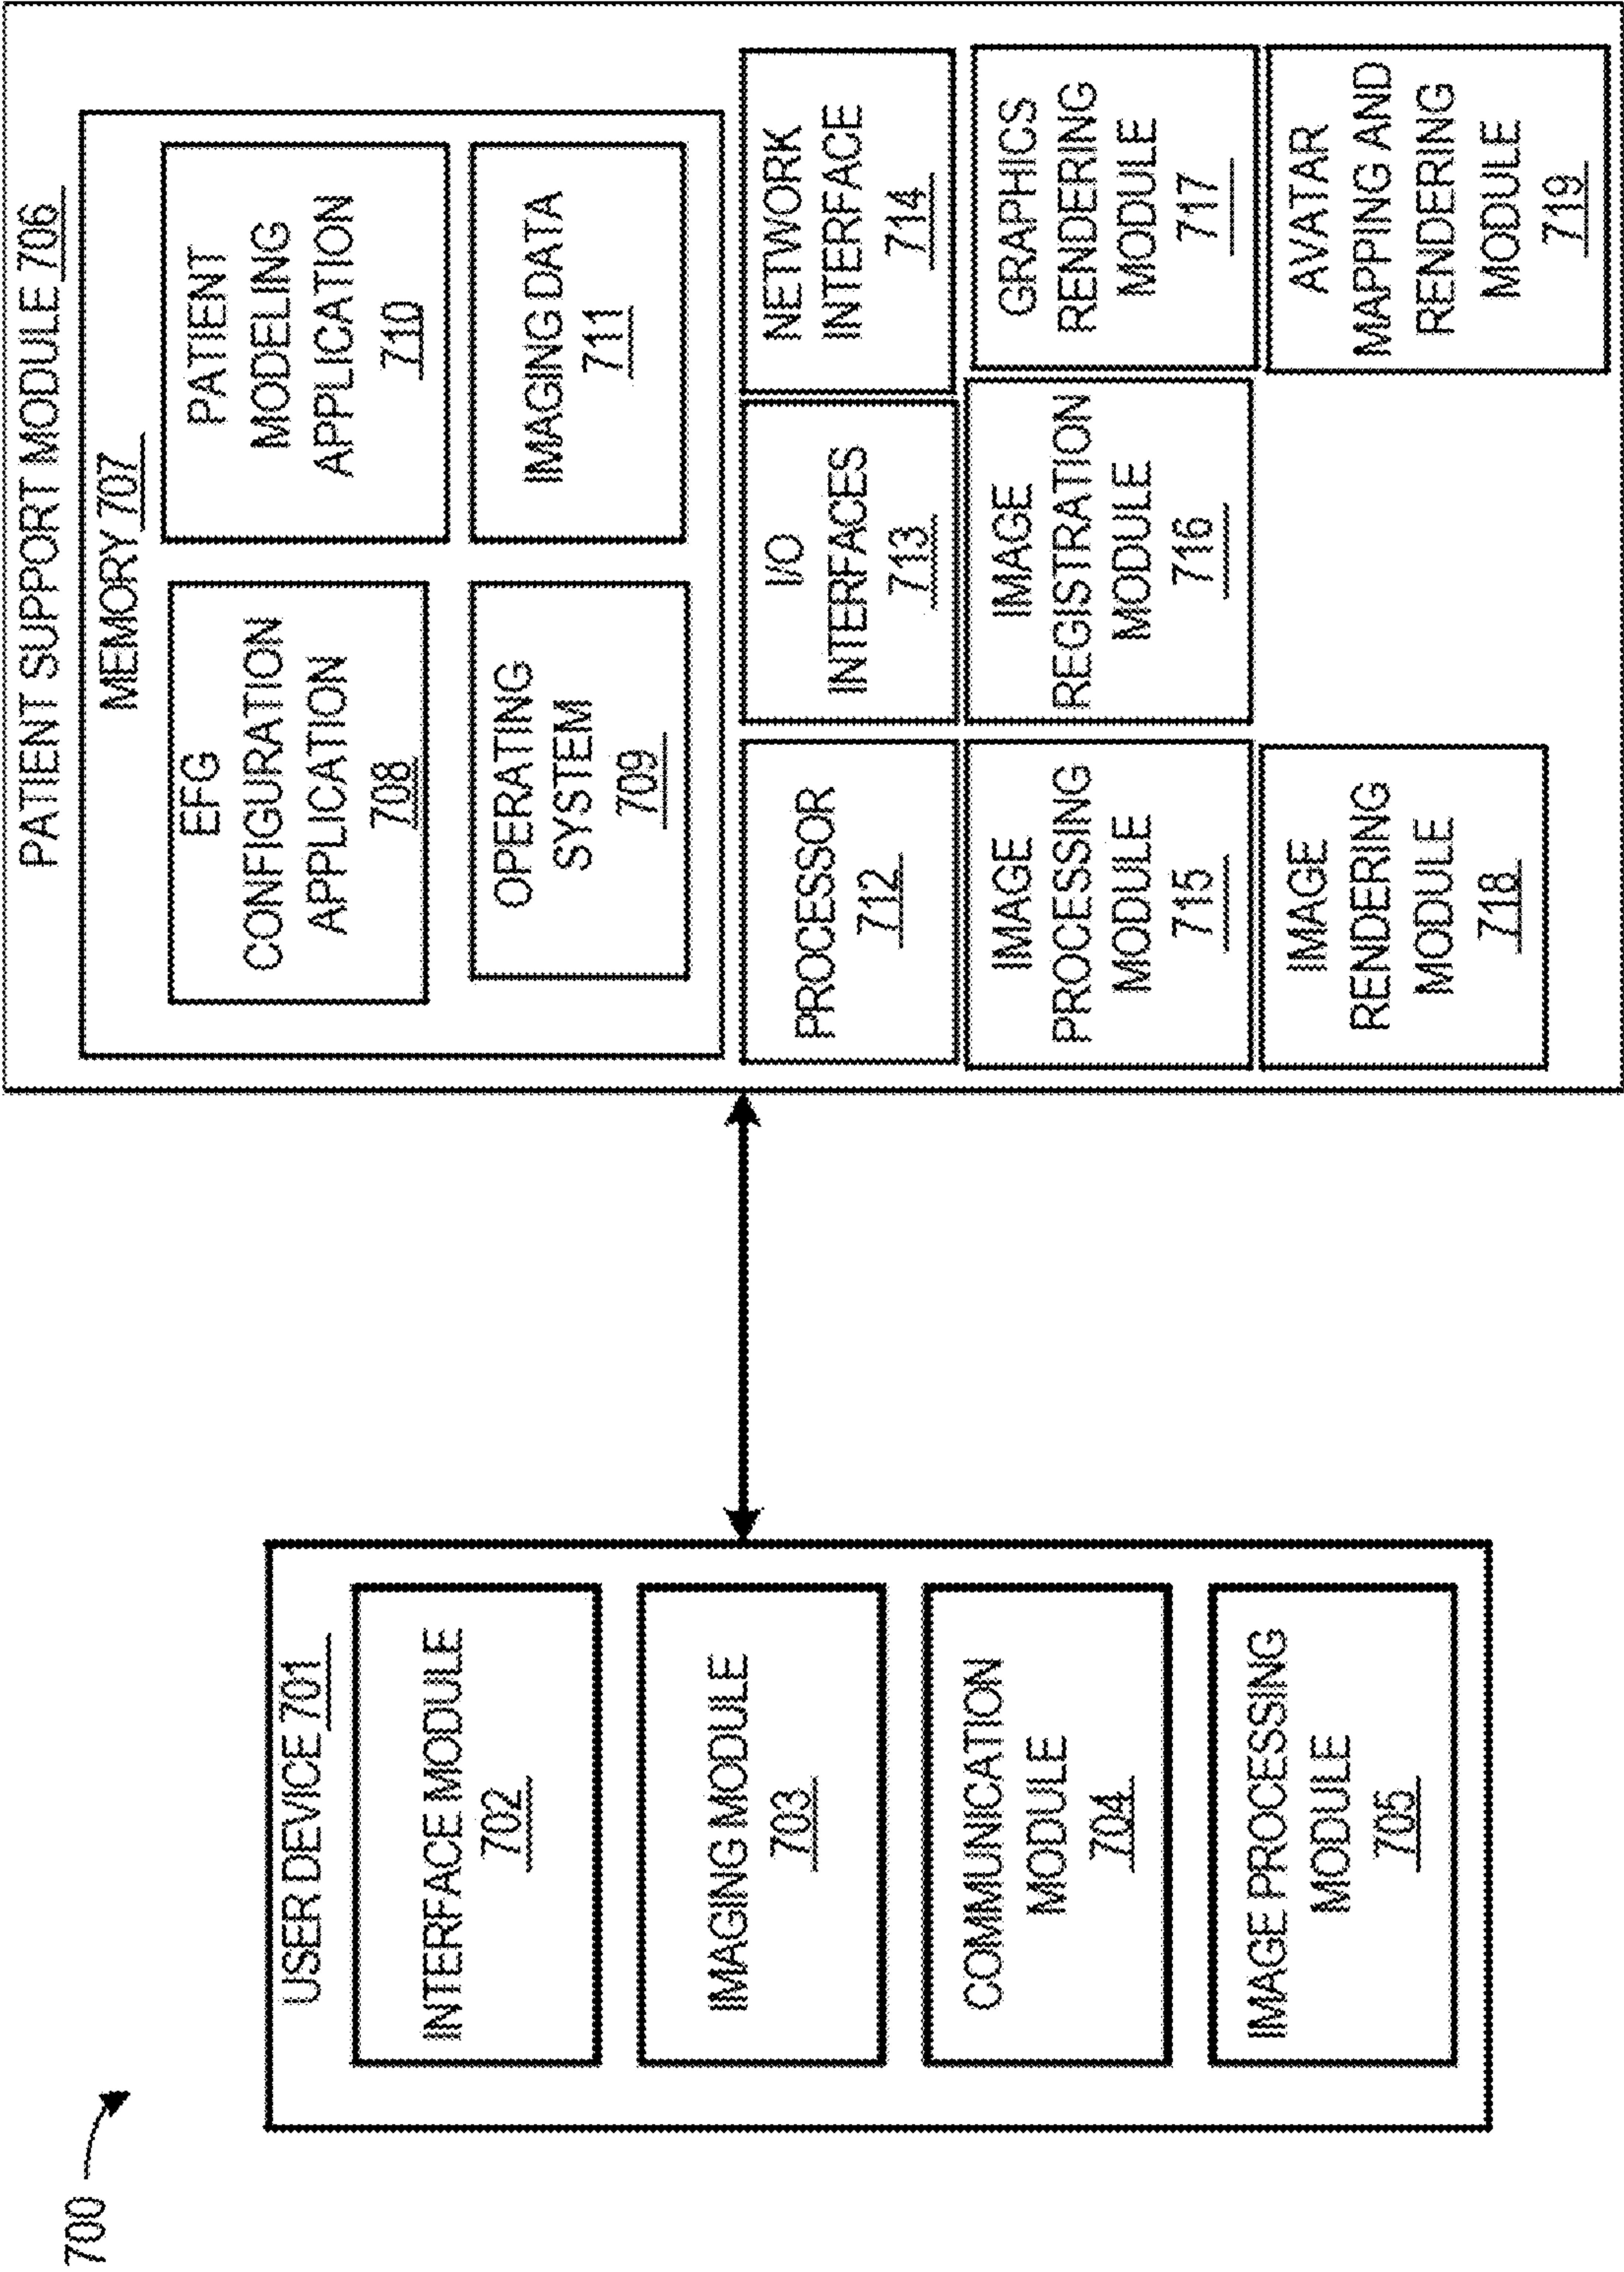 700
USER DEVICE 701
INTERFACE MODULE
702
IMAGING MODULE
703
COMMUNICATION
MODULE
704
IMAGE PROCESSING
MODULE
705
PATIENT SUPPORT MODULE 706
MEMORY 707
EFG
CONFIGURATION
APPLICATION
708
PATIENT
MODELING
APPLICATION
710
OPERATING
SYSTEM
709
IMAGING DATA
711
PROCESSOR
712
I/O
INTERFACES
713
NETWORK
INTERFACE
714
IMAGE
PROCESSING
MODULE
715
IMAGE
REGISTRATION
MODULE
716
GRAPHICS
RENDERING
MODULE
717
IMAGE
RENDERING
MODULE
718
AVATAR
MAPPING AND
RENDERING
MODULE
719